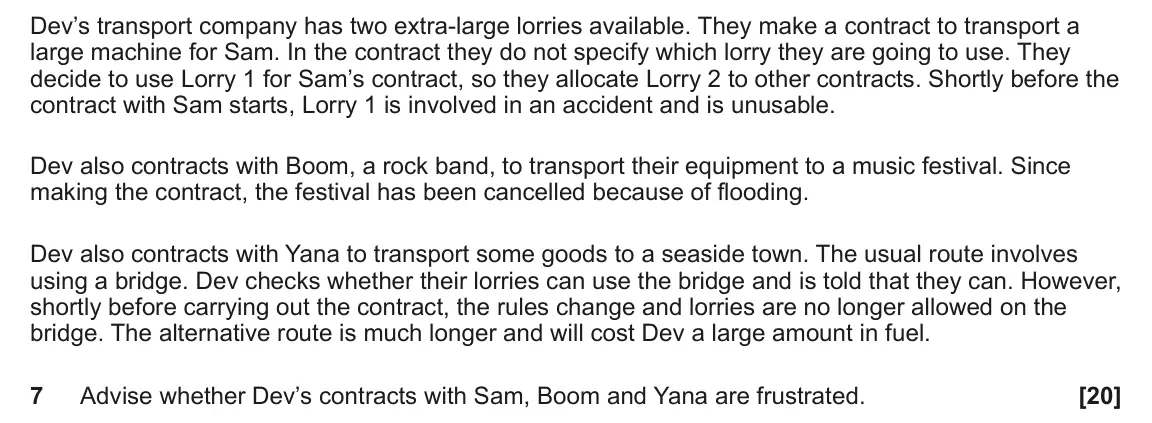 Dev’s transport company has two extra-large lorries available. They make a contract to transport a
large machine for Sam. In the contract they do not specify which lorry they are going to use. They
decide to use Lorry 1 for Sam’s contract, so they allocate Lorry 2 to other contracts. Shortly before the
contract with Sam starts, Lorry 1 is involved in an accident and is unusable.
Dev also contracts with Boom, a rock band, to transport their equipment to a music festival. Since
making the contract, the festival has been cancelled because of flooding.
Dev also contracts with Yana to transport some goods to a seaside town. The usual route involves
using a bridge. Dev checks whether their lorries can use the bridge and is told that they can. However,
shortly before carrying out the contract, the rules change and lorries are no longer allowed on the
bridge. The alternative route is much longer and will cost Dev a large amount in fuel.
7 Advise whether Dev’s contracts with Sam, Boom and Yana are frustrated. [20]